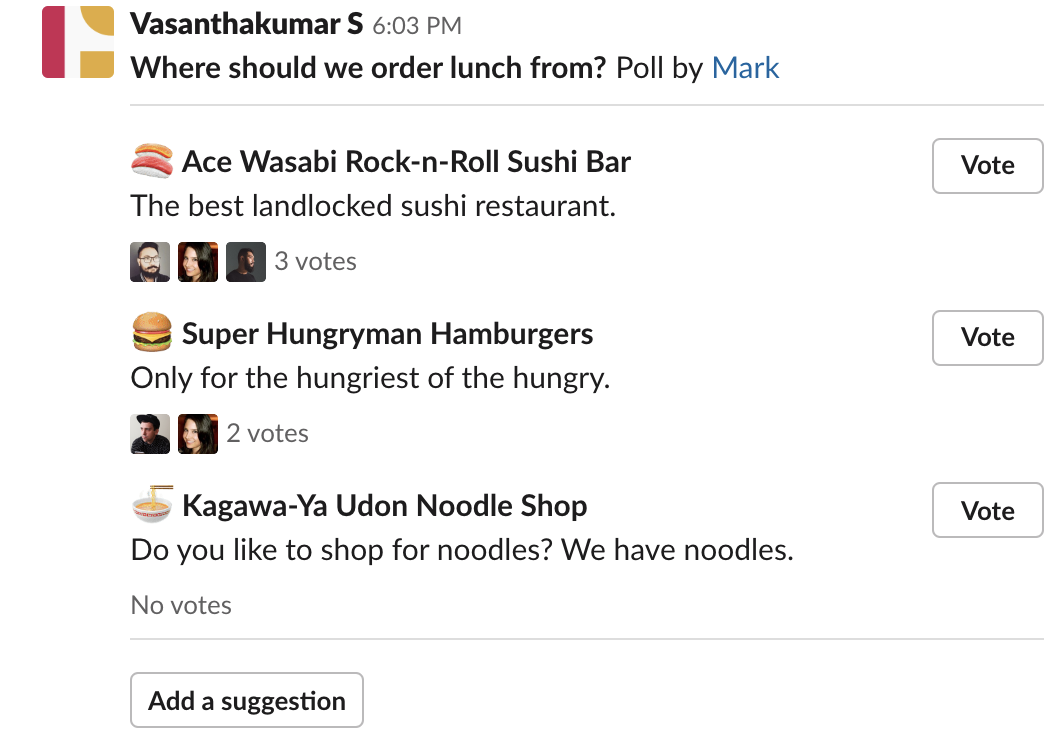 Vasanthakumar S 6:03 PM
Where should we order lunch from? Poll by Mark
Ace Wasabi Rock-n-Roll Sushi Bar
Vote
The best landlocked sushi restaurant.
3 votes
Super Hungryman Hamburgers
Vote
Only for the hungriest of the hungry.
2 votes
Kagawa-Ya Udon Noodle Shop
Vote
Do you like to shop for noodles? We have noodles.
No votes
Add a suggestion